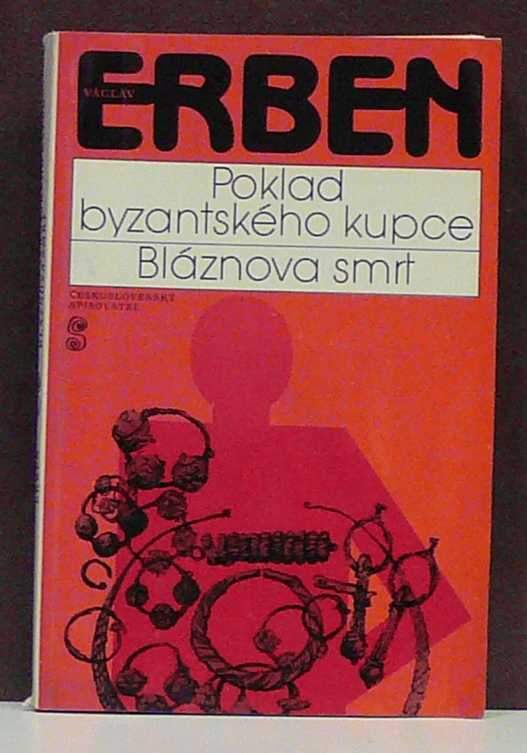 VÁCLAV
ERBEN
Poklad
byzantského kupce
Bláznova smrt
ČESKOSLOVENSKÝ
SPISOVATEL
S